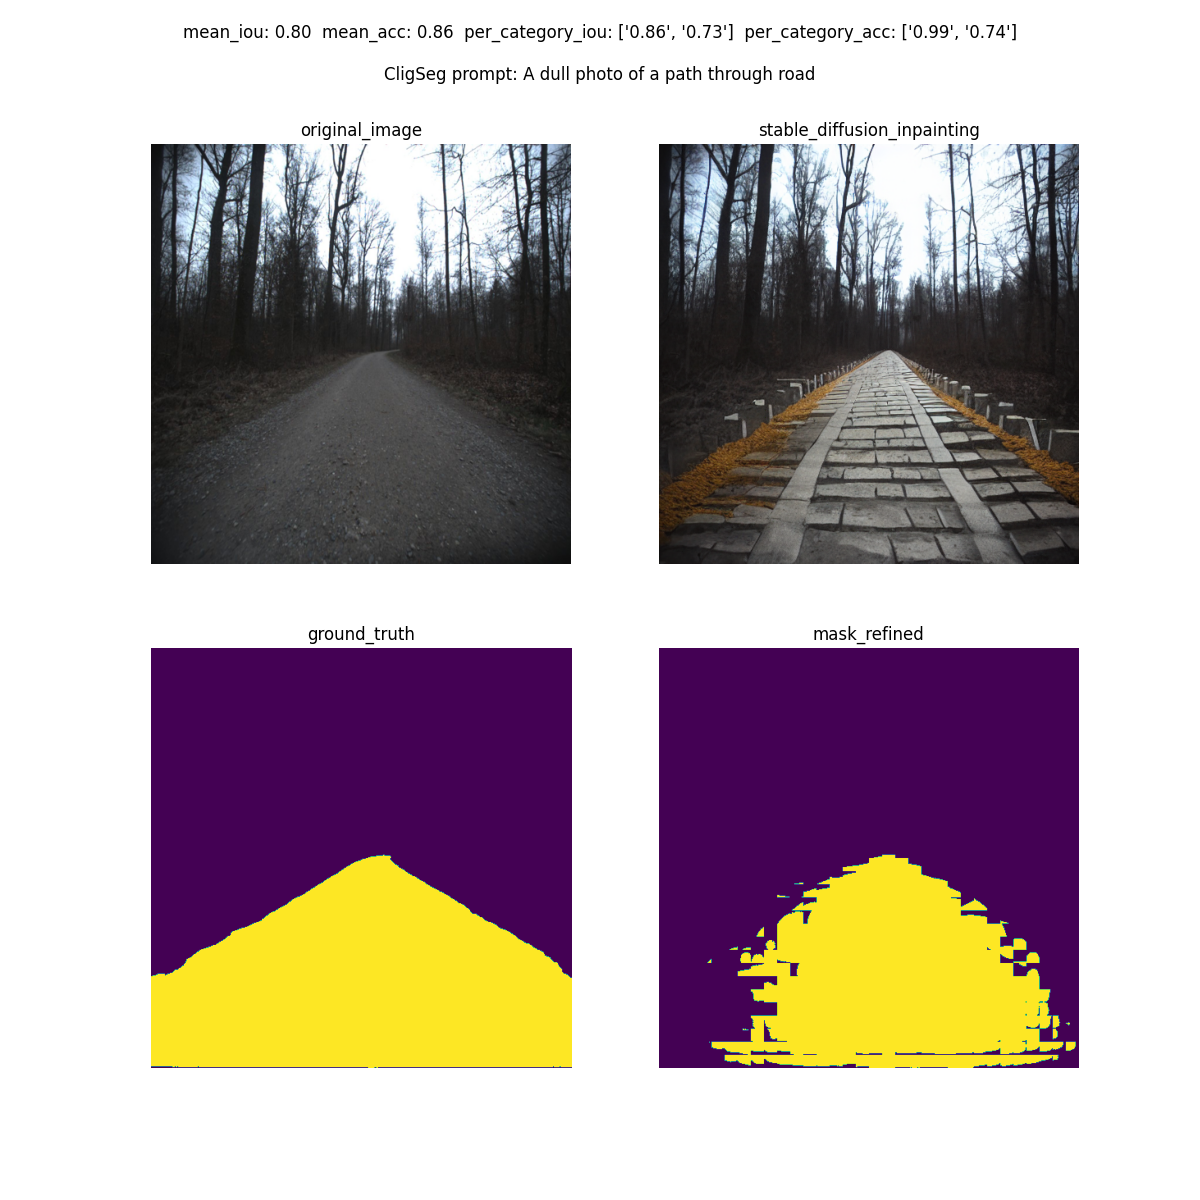 mean_iou: 0.80 mean_acc: 0.86 per_category_iou: ['0.86', '0.73'] per_category_acc: ['0.99', '0.74']
CligSeg prompt: A dull photo of a path through road
original_image
stable_diffusion_inpainting
ground_truth
mask_refined